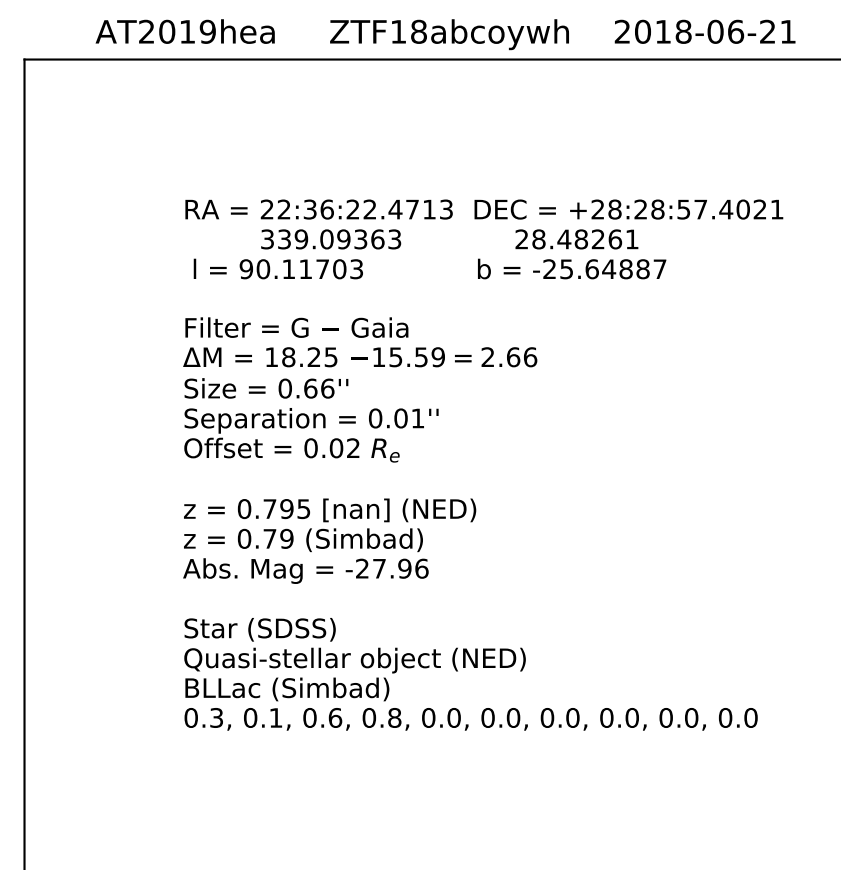 AT2019hea ZTF18abcoywh 2018-06-21
RA = 22:36:22.4713 DEC = +28:28:57.4021
339.09363 28.48261
l = 90.11703 b = -25.64887
Filter = G − Gaia
ΔM = 18.25 −15.59 = 2.66
Size = 0.66''
Separation = 0.01''
Offset = 0.02 Re
z = 0.795 [nan] (NED)
z = 0.79 (Simbad)
Abs. Mag = -27.96
Star (SDSS)
Quasi-stellar object (NED)
BLLac (Simbad)
0.3, 0.1, 0.6, 0.8, 0.0, 0.0, 0.0, 0.0, 0.0, 0.0